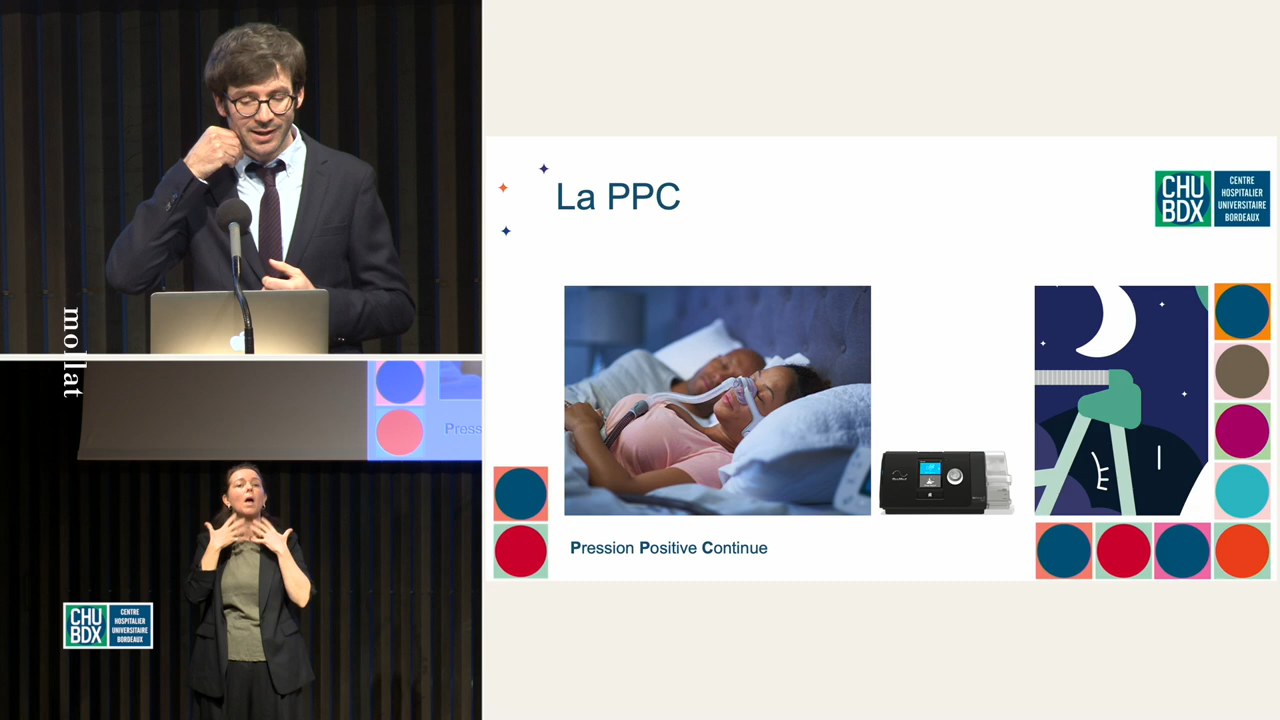 La PPC
CHU
BDX
CENTRE
HOSPITALIER
UNIVERSITAIRE
BORDEAUX
Pression Positive Continue
mollat
Press
CHU
BDX
CENTRE
HOSPITALIER
UNIVERSITAIRE
BORDEAUX